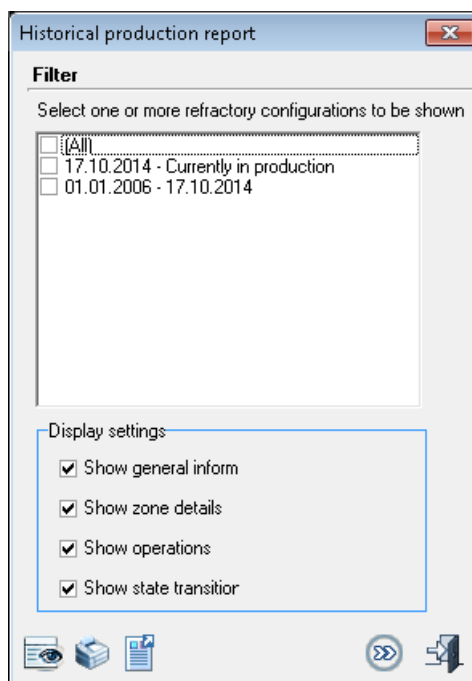 Historical production report
Filter
Select one or more refractory configurations to be shown
(All)
17.10.2014 - Currently in production
01.01.2006 - 17.10.2014
Display settings
Show general inform
Show zone details
Show operations
Show state transition